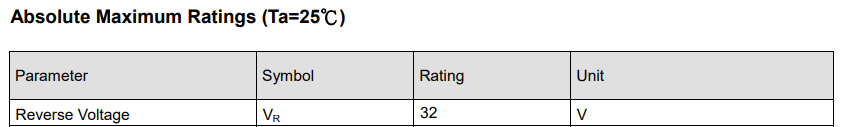 Absolute Maximum Ratings (Ta=25℃)
Parameter Symbol Rating Unit
Reverse Voltage VR 32 V